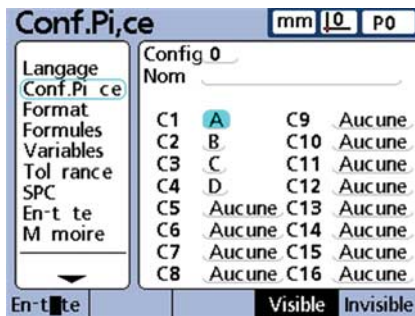 Conf.Pi,ce mm 0 P0
Langage
Conf.Pi ce
Format
Formules
Variables
Tol rance
SPC
En-t te
M moire
Config 0
Nom
C1 A C9 Aucune
C2 B C10 Aucune
C3 C C11 Aucune
C4 D C12 Aucune
C5 Aucune C13 Aucune
C6 Aucune C14 Aucune
C7 Aucune C15 Aucune
C8 Aucune C16 Aucune
En-t█te Visible Invisible